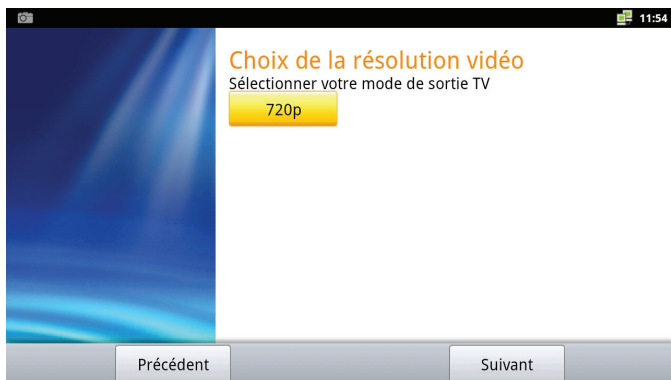 11:54
Choix de la résolution vidéo
Sélectionner votre mode de sortie TV
720p
Précédent
Suivant